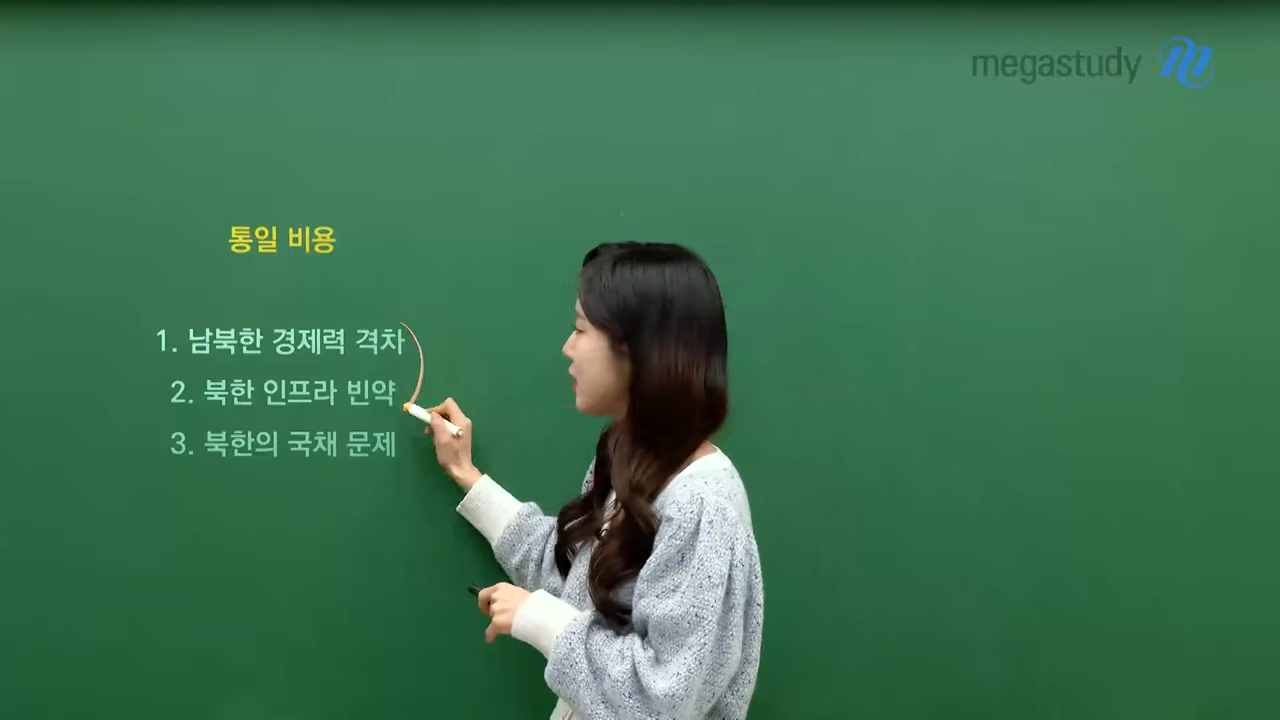 megastudy
통일 비용
1. 남북한 경제력 격차
2. 북한 인프라 빈약
3. 북한의 국채 문제